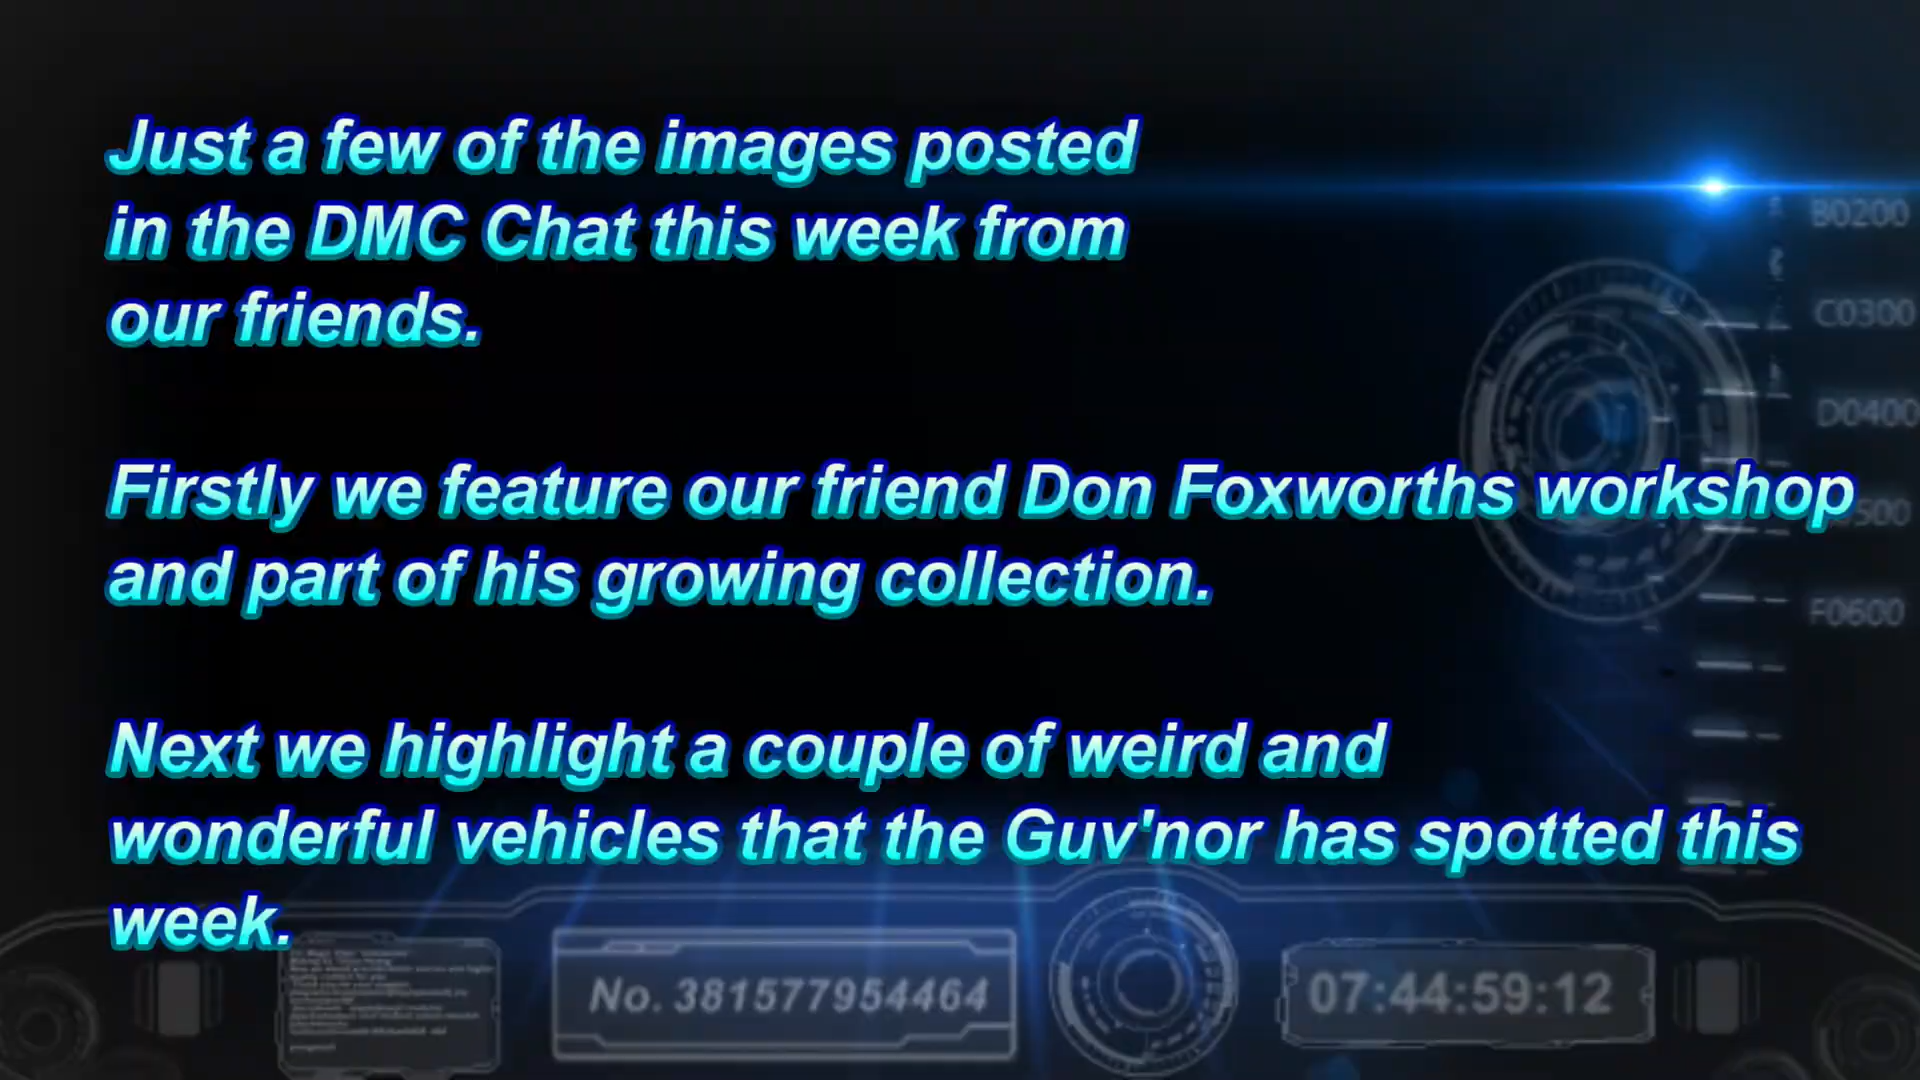 Just a few of the images posted
in the DMC Chat this week from
our friends.
Firstly we feature our friend Don Foxworths workshop
and part of his growing collection.
Next we highlight a couple of weird and
wonderful vehicles that the Guv'nor has spotted this
week.
B0200
C0300
D0400
F0600
No. 381577954464
07:44:59:12